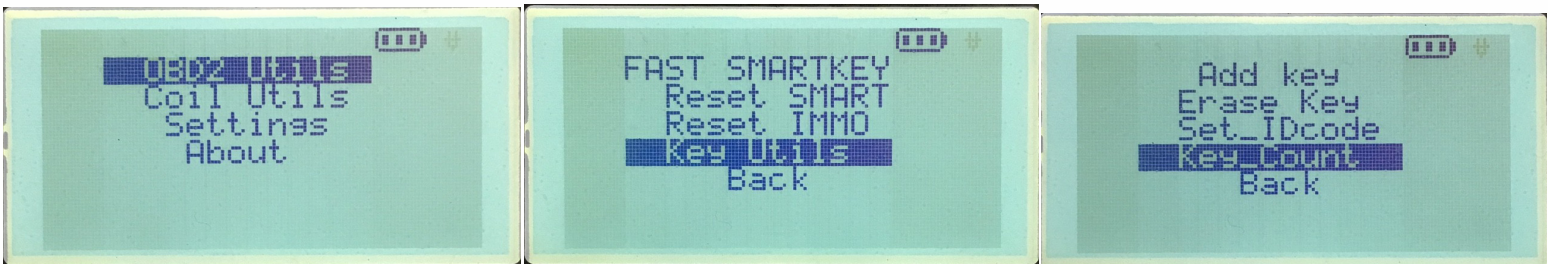 OBD2 Utils
Coil Utils
Settings
About
FAST SMARTKEY
Reset SMART
Reset IMMO
Key Utils
Back
Add key
Erase Key
Set_IDcode
Key_Count
Back